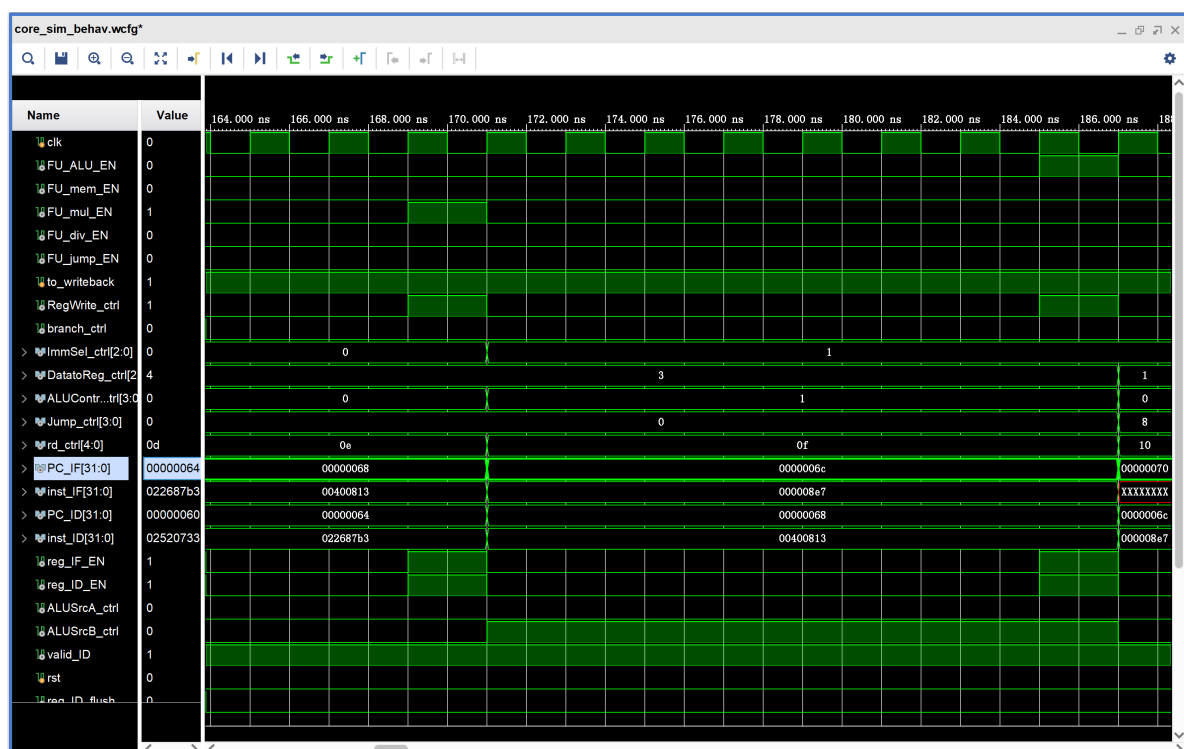 core_sim_behav.wcfg*
Name Value 164.000 ns 166.000 ns 168.000 ns 170.000 ns 172.000 ns 174.000 ns 176.000 ns 178.000 ns 180.000 ns 182.000 ns 184.000 ns 186.000 ns 188
clk 0
FU_ALU_EN 0
FU_mem_EN 0
FU_mul_EN 1
FU_div_EN 0
FU_jump_EN 0
to_writeback 1
RegWrite_ctrl 1
branch_ctrl 0
ImmSel_ctrl[2:0] 0 0 1
DatatoReg_ctrl[2 4 3 1
ALUContr...trl[3:0 0 0 1 0
Jump_ctrl[3:0] 0 0 8
rd_ctrl[4:0] 0d 0e 0f 10
PC_IF[31:0] 00000064 00000068 0000006c 00000070
inst_IF[31:0] 022687b3 00400813 000008e7 XXXXXXXX
PC_ID[31:0] 00000060 00000064 00000068 0000006c
inst_ID[31:0] 02520733 022687b3 00400813 000008e7
reg_IF_EN 1
reg_ID_EN 1
ALUSrcA_ctrl 0
ALUSrcB_ctrl 0
valid_ID 1
rst 0
reg_ID_flush 0